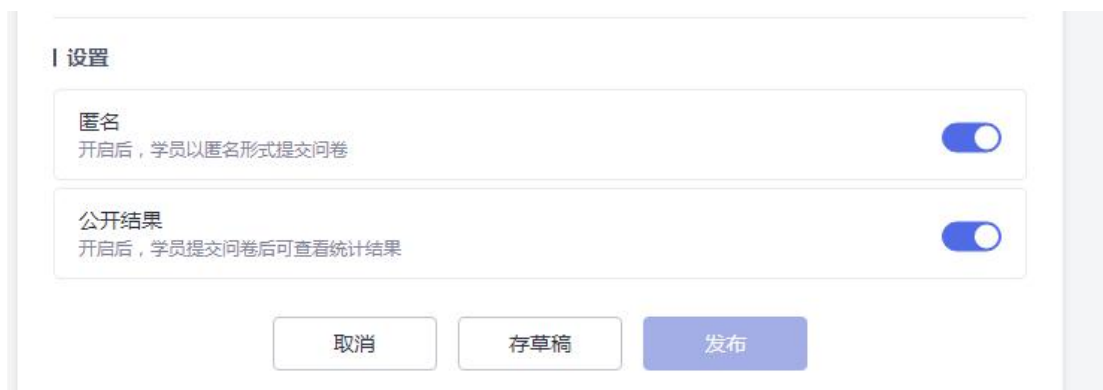 设置
匿名
开启后，学员以匿名形式提交问卷
公开结果
开启后，学员提交问卷后可查看统计结果
取消 存草稿 发布